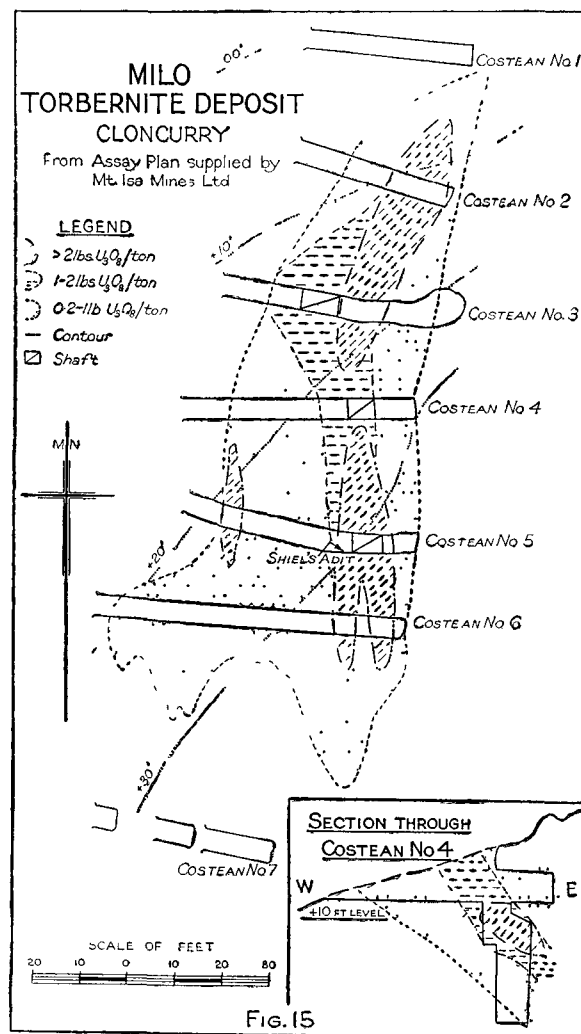 00'
COSTEAN No 1
MILO
TORBERNITE DEPOSIT
CLONCURRY
From Assay Plan supplied by
Mt. Isa Mines Ltd
COSTEAN No 2
LEGEND
>2lbs U₃O₈/ton
1-2lbs U₃O₈/ton
0·2-1lb U₃O₈/ton
Contour
Shaft
+10'
COSTEAN No. 3
COSTEAN No 4
M N
+20'
SHIEL'S ADIT
COSTEAN No 5
COSTEAN No 6
+30'
COSTEAN No 7
SECTION THROUGH
COSTEAN No 4
W
E
+10 FT LEVEL
SCALE OF FEET
20 10 0 10 20 30 80
FIG. 15